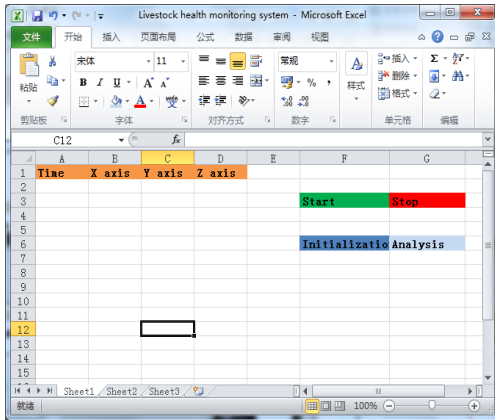 Livestock health monitoring system - Microsoft Excel
文件 开始 插入 页面布局 公式 数据 审阅 视图
宋体 11 常规 插入 Σ
粘贴 B I U A A % , 样式 删除
A 变 .00 格式
剪贴板 字体 对齐方式 数字 单元格 编辑
C12 fx
A B C D E F G
1 Time X axis Y axis Z axis
2
3 Start Stop
4
5
6 Initializatio Analysis
7
8
9
10
11
12
13
14
15
Sheet1 Sheet2 Sheet3
就绪 100%